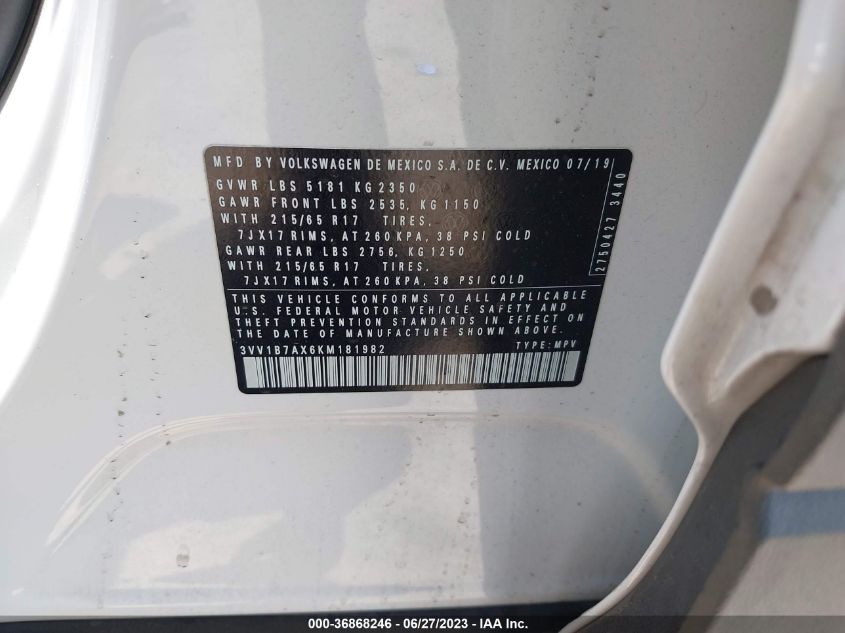 MFD BY VOLKSWAGEN DE MEXICO S.A. DE C.V. MEXICO 07/19
GVWR LBS 5181 KG 2350
GAWR FRONT LBS 2535, KG 1150
WITH 215/65 R17 TIRES,
7JX17 RIMS, AT 260 KPA, 38 PSI COLD
GAWR REAR LBS 2756, KG 1250
WITH 215/65 R17 TIRES,
7JX17 RIMS, AT 260 KPA, 38 PSI COLD
THIS VEHICLE CONFORMS TO ALL APPLICABLE
U.S. FEDERAL MOTOR VEHICLE SAFETY AND
THEFT PREVENTION STANDARDS IN EFFECT ON
THE DATE OF MANUFACTURE SHOWN ABOVE.
3VV1B7AX6KM181982 TYPE: MPV
2750427 3440
000-36868246 - 06/27/2023 - IAA Inc.